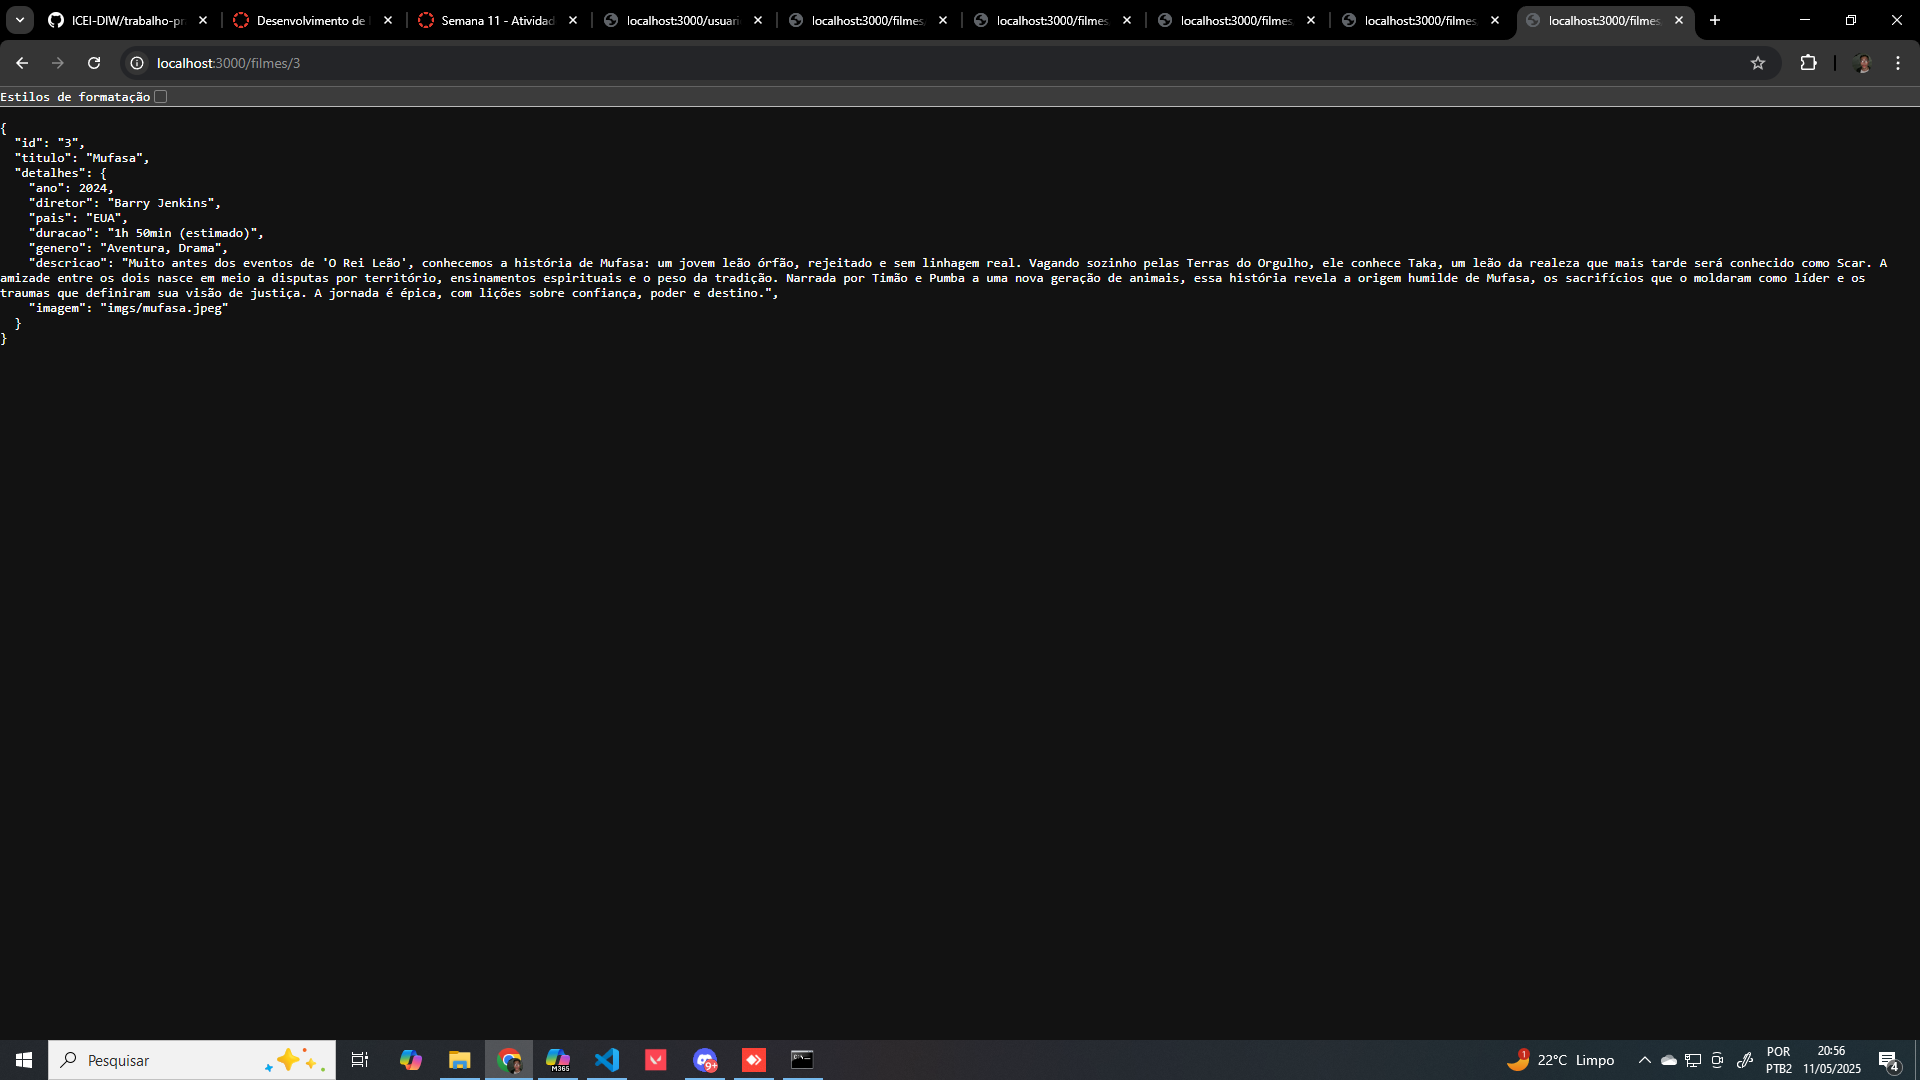 ICEI-DIW/trabalho-pr
Desenvolvimento de
Semana 11 - Atividad
localhost:3000/usuari
localhost:3000/filmes
localhost:3000/filmes
localhost:3000/filmes
localhost:3000/filmes
localhost:3000/filmes
localhost:3000/filmes/3
Estilos de formatação
{
"id": "3",
"titulo": "Mufasa",
"detalhes": {
"ano": 2024,
"diretor": "Barry Jenkins",
"pais": "EUA",
"duracao": "1h 50min (estimado)",
"genero": "Aventura, Drama",
"descricao": "Muito antes dos eventos de 'O Rei Leão', conhecemos a história de Mufasa: um jovem leão órfão, rejeitado e sem linhagem real. Vagando sozinho pelas Terras do Orgulho, ele conhece Taka, um leão da realeza que mais tarde será conhecido como Scar. A
amizade entre os dois nasce em meio a disputas por território, ensinamentos espirituais e o peso da tradição. Narrada por Timão e Pumba a uma nova geração de animais, essa história revela a origem humilde de Mufasa, os sacrifícios que o moldaram como líder e os
traumas que definiram sua visão de justiça. A jornada é épica, com lições sobre confiança, poder e destino.",
"imagem": "imgs/mufasa.jpeg"
}
}
Pesquisar
M365
9+
1
22°C Limpo
POR
PTB2
20:56
11/05/2025
4